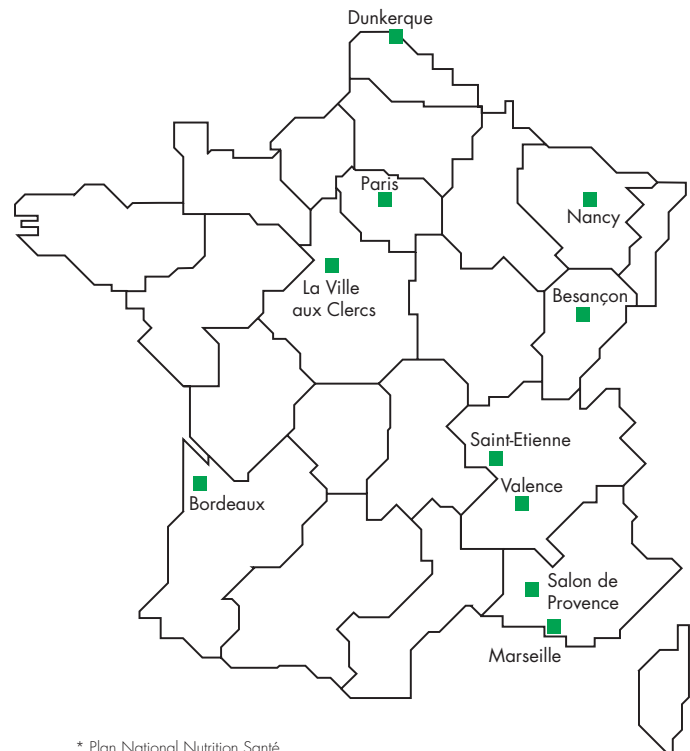 Dunkerque
Paris
Nancy
La Ville
aux Clercs
Besançon
Saint-Etienne
Valence
Bordeaux
Salon de
Provence
Marseille
* Plan National Nutrition Santé